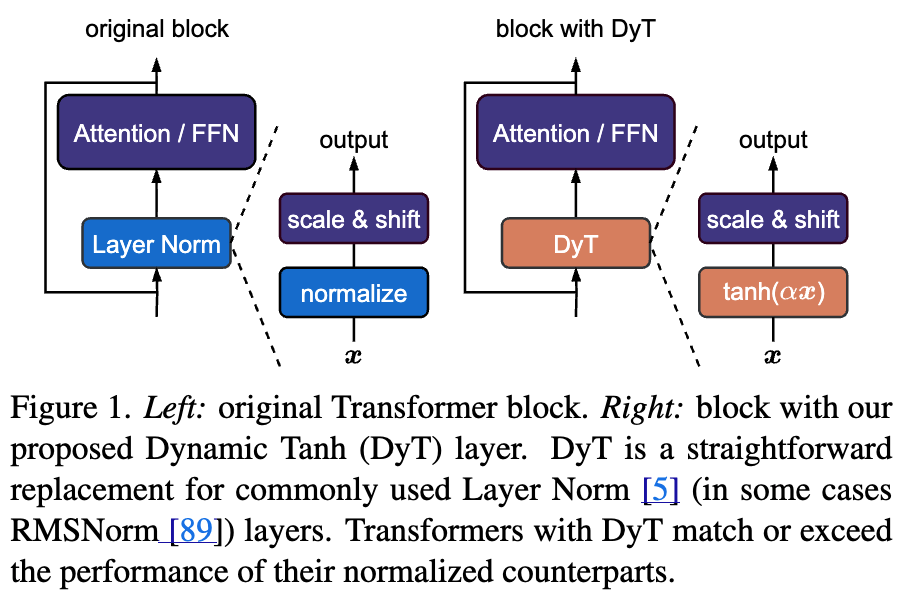 original block
Attention / FFN
Layer Norm
output
scale & shift
normalize
x
block with DyT
Attention / FFN
DyT
output
scale & shift
tanh(αx)
x
Figure 1. Left: original Transformer block. Right: block with our
proposed Dynamic Tanh (DyT) layer. DyT is a straightforward
replacement for commonly used Layer Norm [5] (in some cases
RMSNorm [89]) layers. Transformers with DyT match or exceed
the performance of their normalized counterparts.